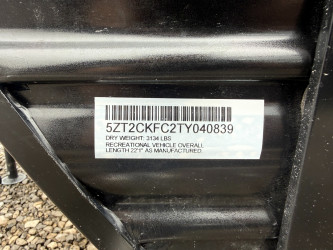 5ZT2CKFC2TY040839
DRY WEIGHT: 3134 LBS
RECREATIONAL VEHICLE OVERALL
LENGTH 22'1" AS MANUFACTURED.